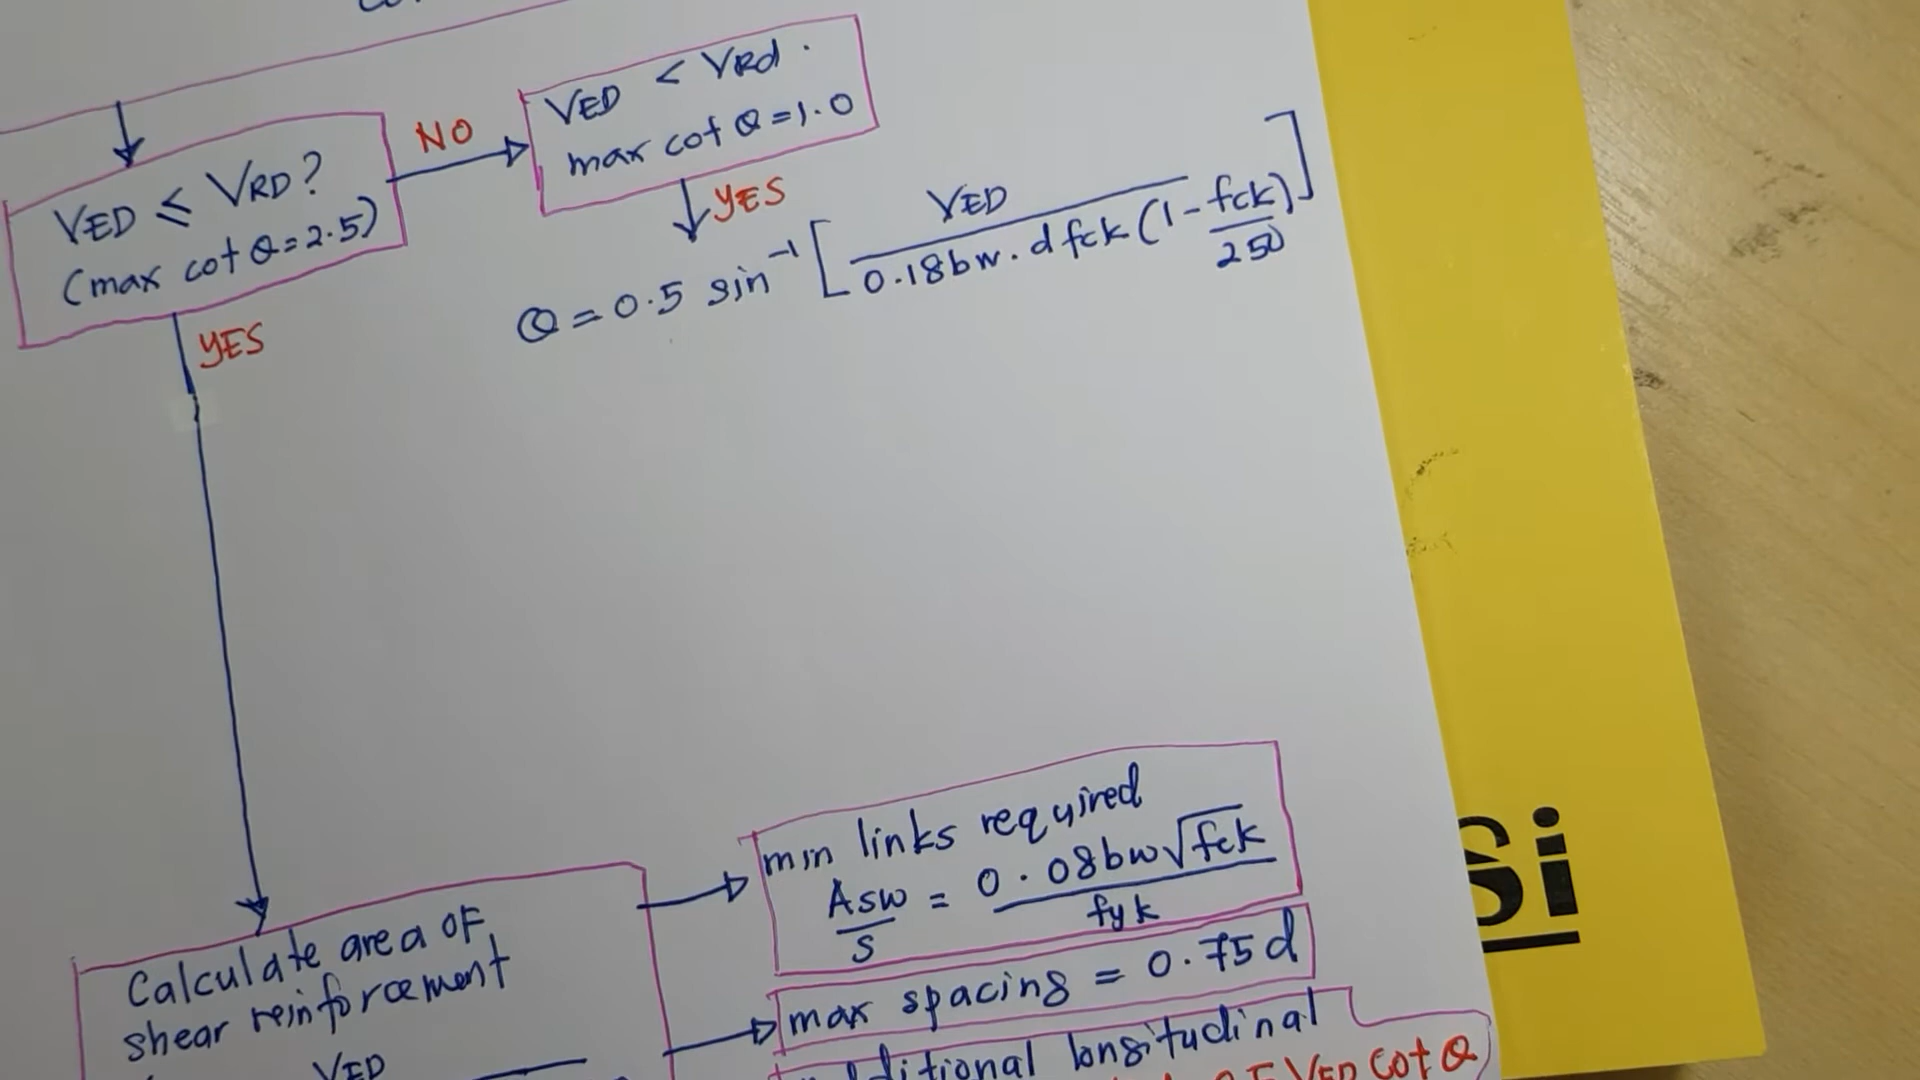 VED ≤ VRD?
(max cot θ = 2.5)
NO
VED < VRd.
max cot θ = 1.0
YES
θ = 0.5 sin⁻¹ [VED / 0.18bw.d fck (1 - fck/250)]
YES
Calculate area of
shear reinforcement
VED
min links required
Asw/s = 0.08bw√fck / fyk
max spacing = 0.75d
longitudinal
VED cot θ
Si